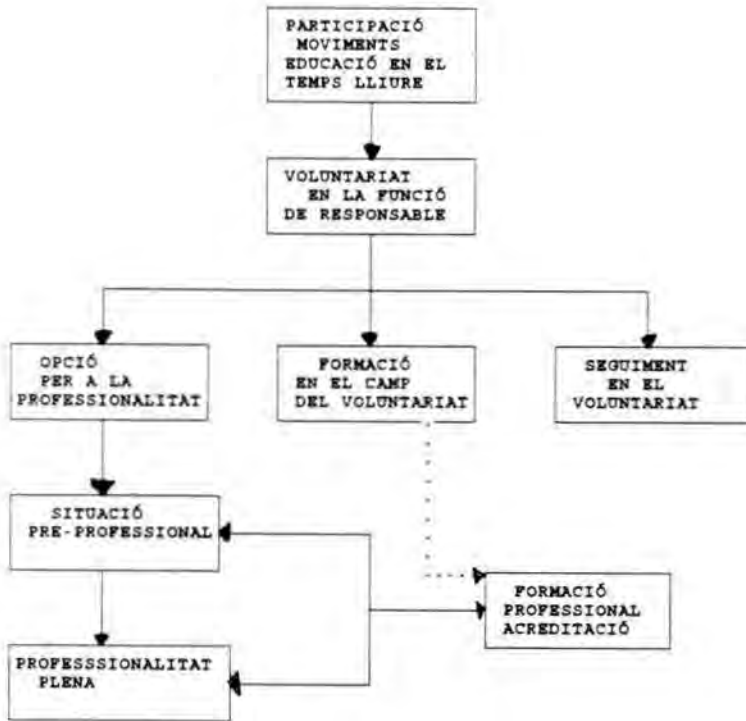 PARTICIPACIÓ
MOVIMENTS
EDUCACIÓ EN EL
TEMPS LLIURE
VOLUNTARIAT
EN LA FUNCIÓ
DE RESPONSABLE
OPCIÓ
PER A LA
PROFESSIONALITAT
FORMACIÓ
EN EL CAMP
DEL VOLUNTARIAT
SEGUIMENT
EN EL
VOLUNTARIAT
SITUACIÓ
PRE-PROFESSIONAL
FORMACIÓ
PROFESSIONAL
ACREDITACIÓ
PROFESSSIONALITAT
PLENA